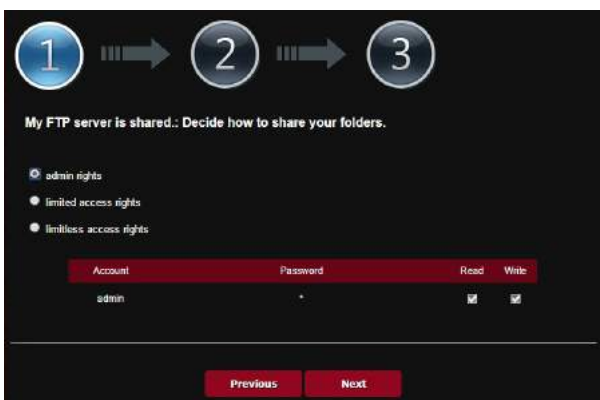 1 2 3
My FTP server is shared.: Decide how to share your folders.
admin rights
limited access rights
limitless access rights
Account Password Read Write
admin *
Previous Next